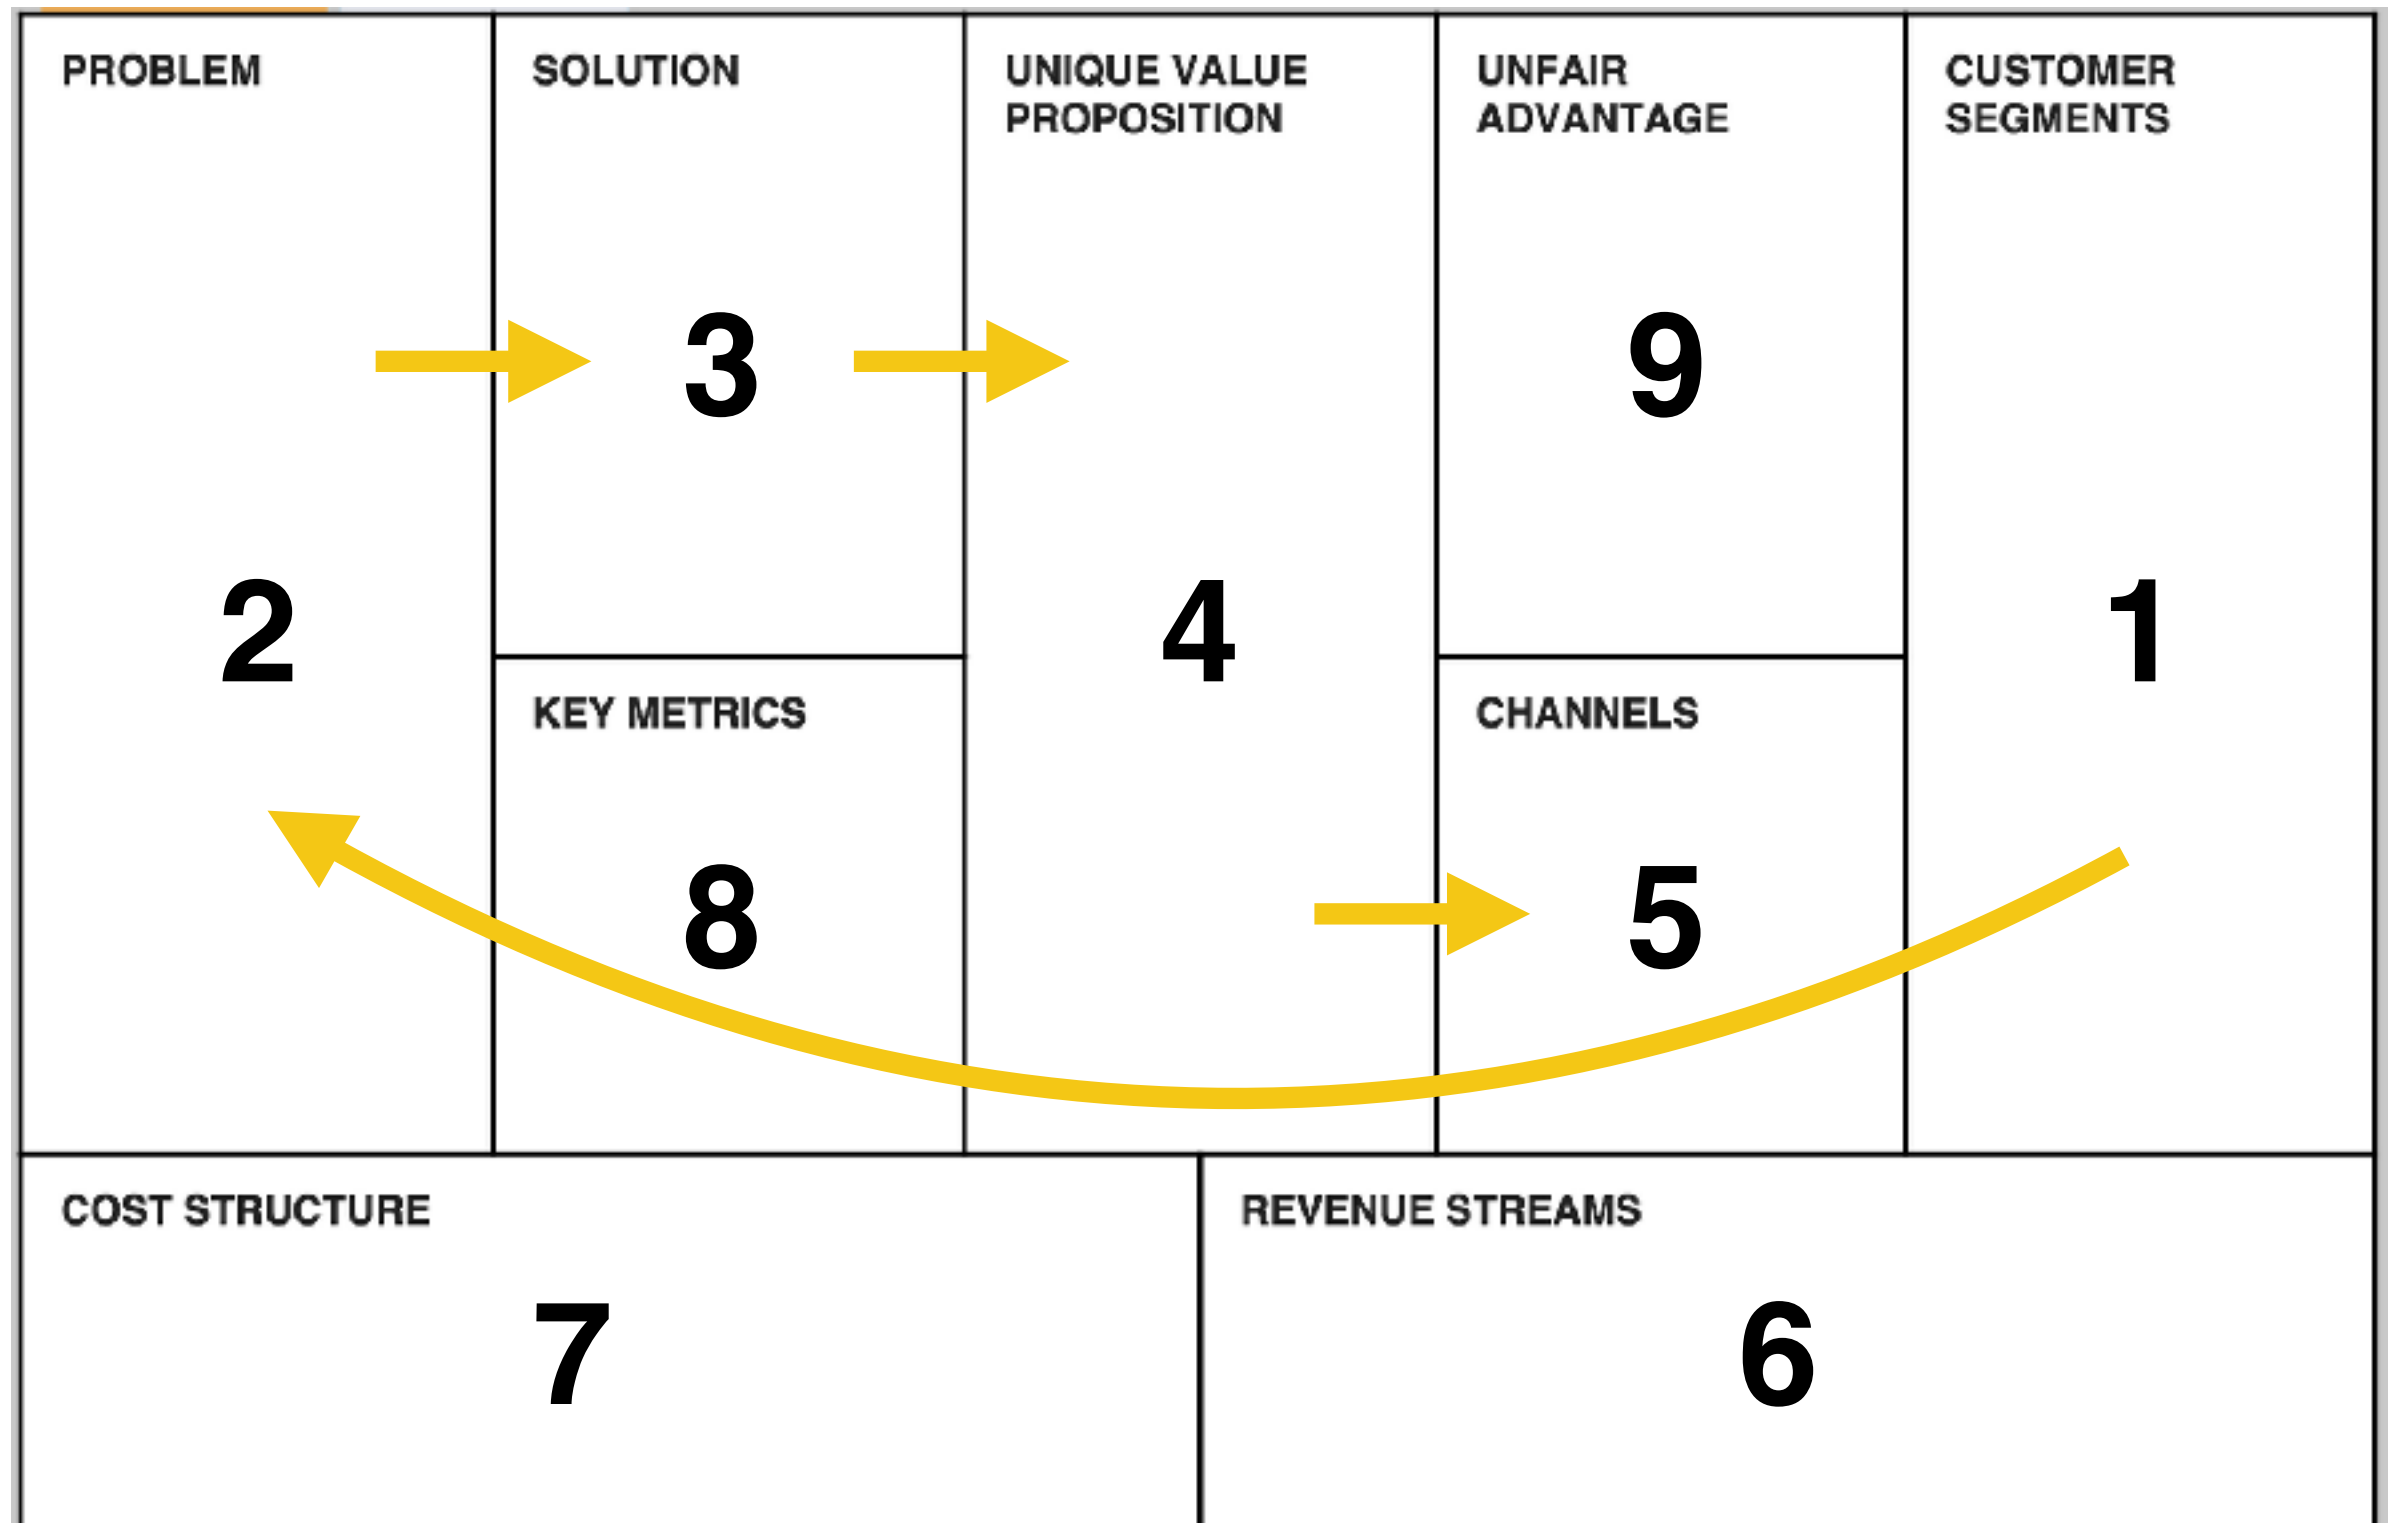 PROBLEM
2
SOLUTION
3
KEY METRICS
8
UNIQUE VALUE
PROPOSITION
4
UNFAIR
ADVANTAGE
9
CHANNELS
5
CUSTOMER
SEGMENTS
1
COST STRUCTURE
7
REVENUE STREAMS
6